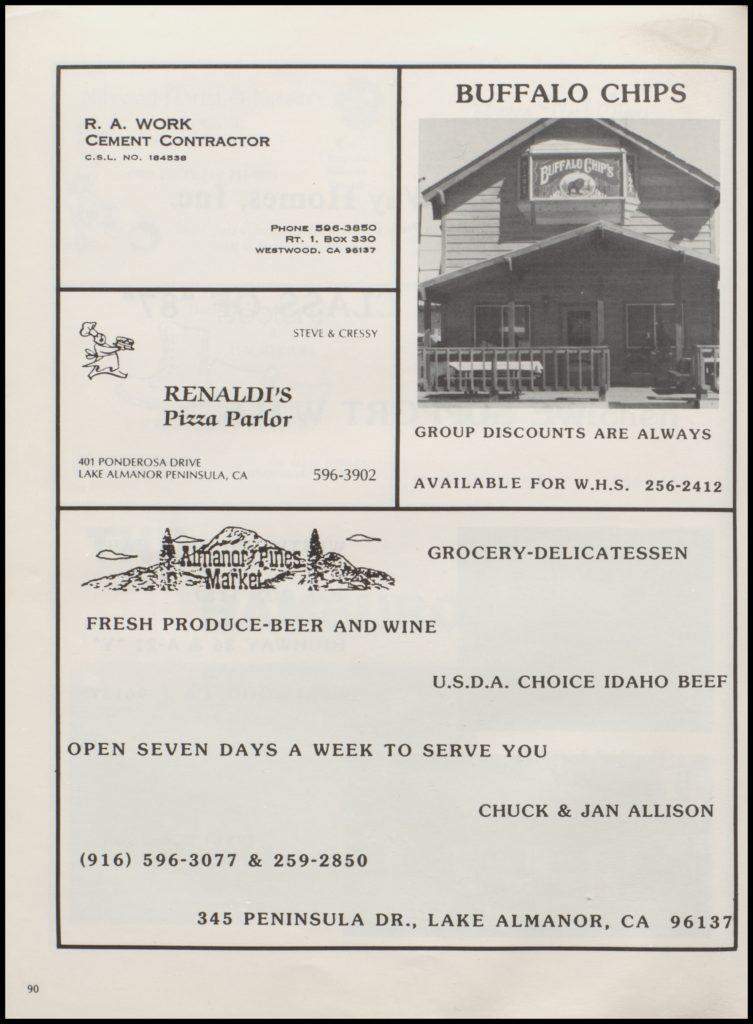 R. A. WORK
CEMENT CONTRACTOR
C.S.L. NO. 184538
PHONE 596-3850
RT. 1, BOX 330
WESTWOOD, CA 96137
BUFFALO CHIPS
BUFFALO CHIP'S
GROUP DISCOUNTS ARE ALWAYS
AVAILABLE FOR W.H.S. 256-2412
STEVE & CRESSY
RENALDI'S
Pizza Parlor
401 PONDEROSA DRIVE
LAKE ALMANOR PENINSULA, CA 596-3902
Almanor Pines
Market
GROCERY-DELICATESSEN
FRESH PRODUCE-BEER AND WINE
U.S.D.A. CHOICE IDAHO BEEF
OPEN SEVEN DAYS A WEEK TO SERVE YOU
CHUCK & JAN ALLISON
(916) 596-3077 & 259-2850
345 PENINSULA DR., LAKE ALMANOR, CA 96137
90